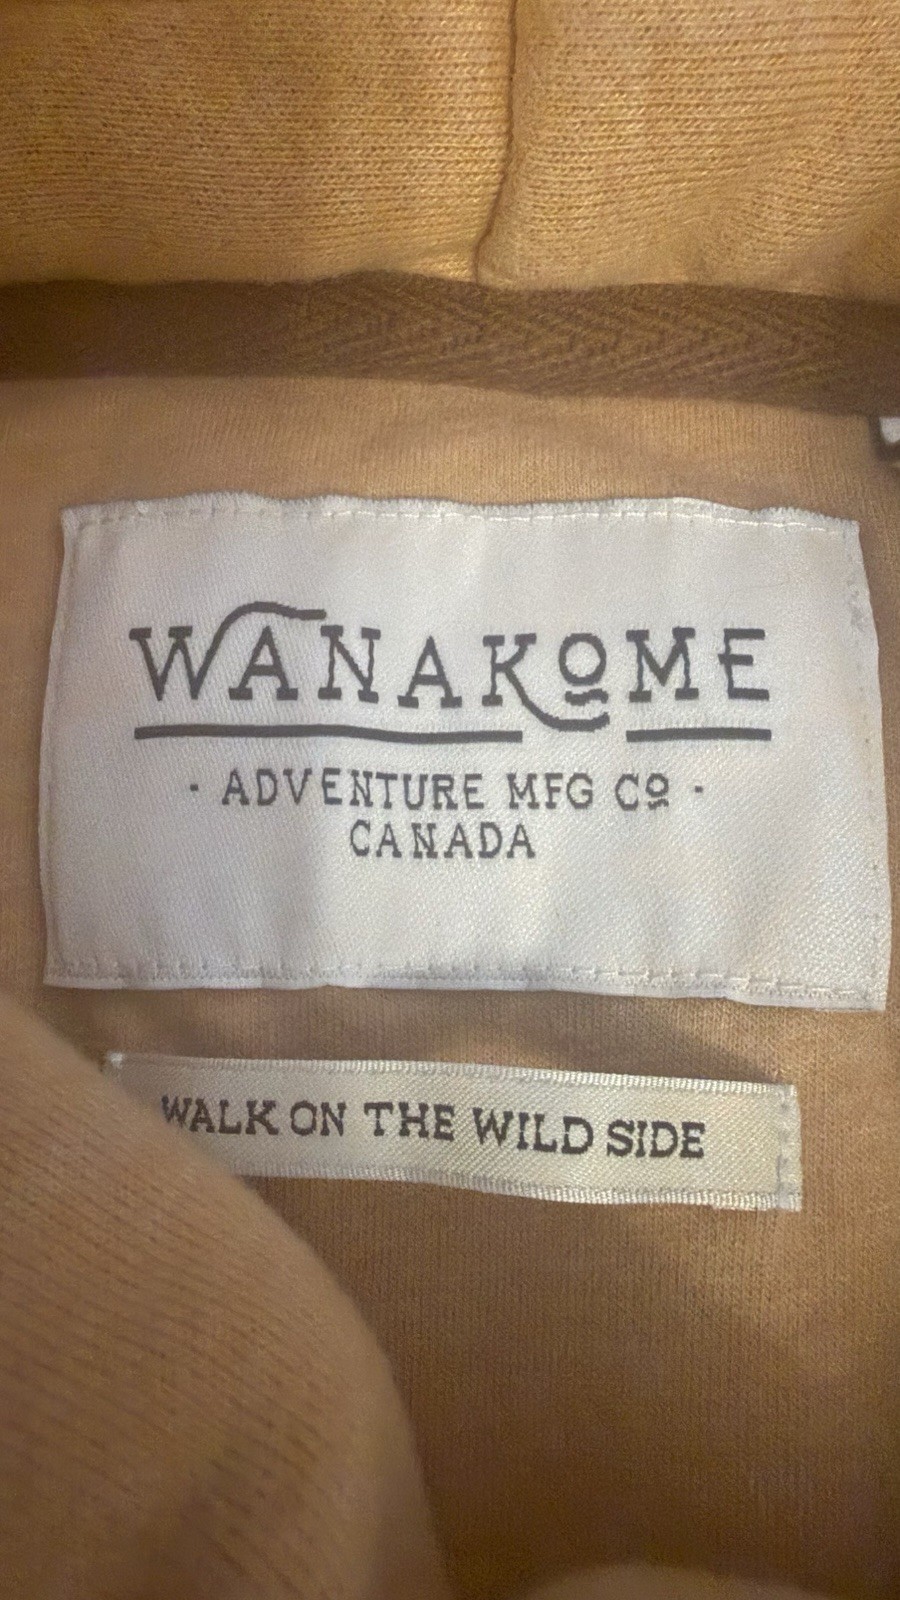 WANAKOME
· ADVENTURE MFG Cº ·
CANADA
WALK ON THE WILD SIDE